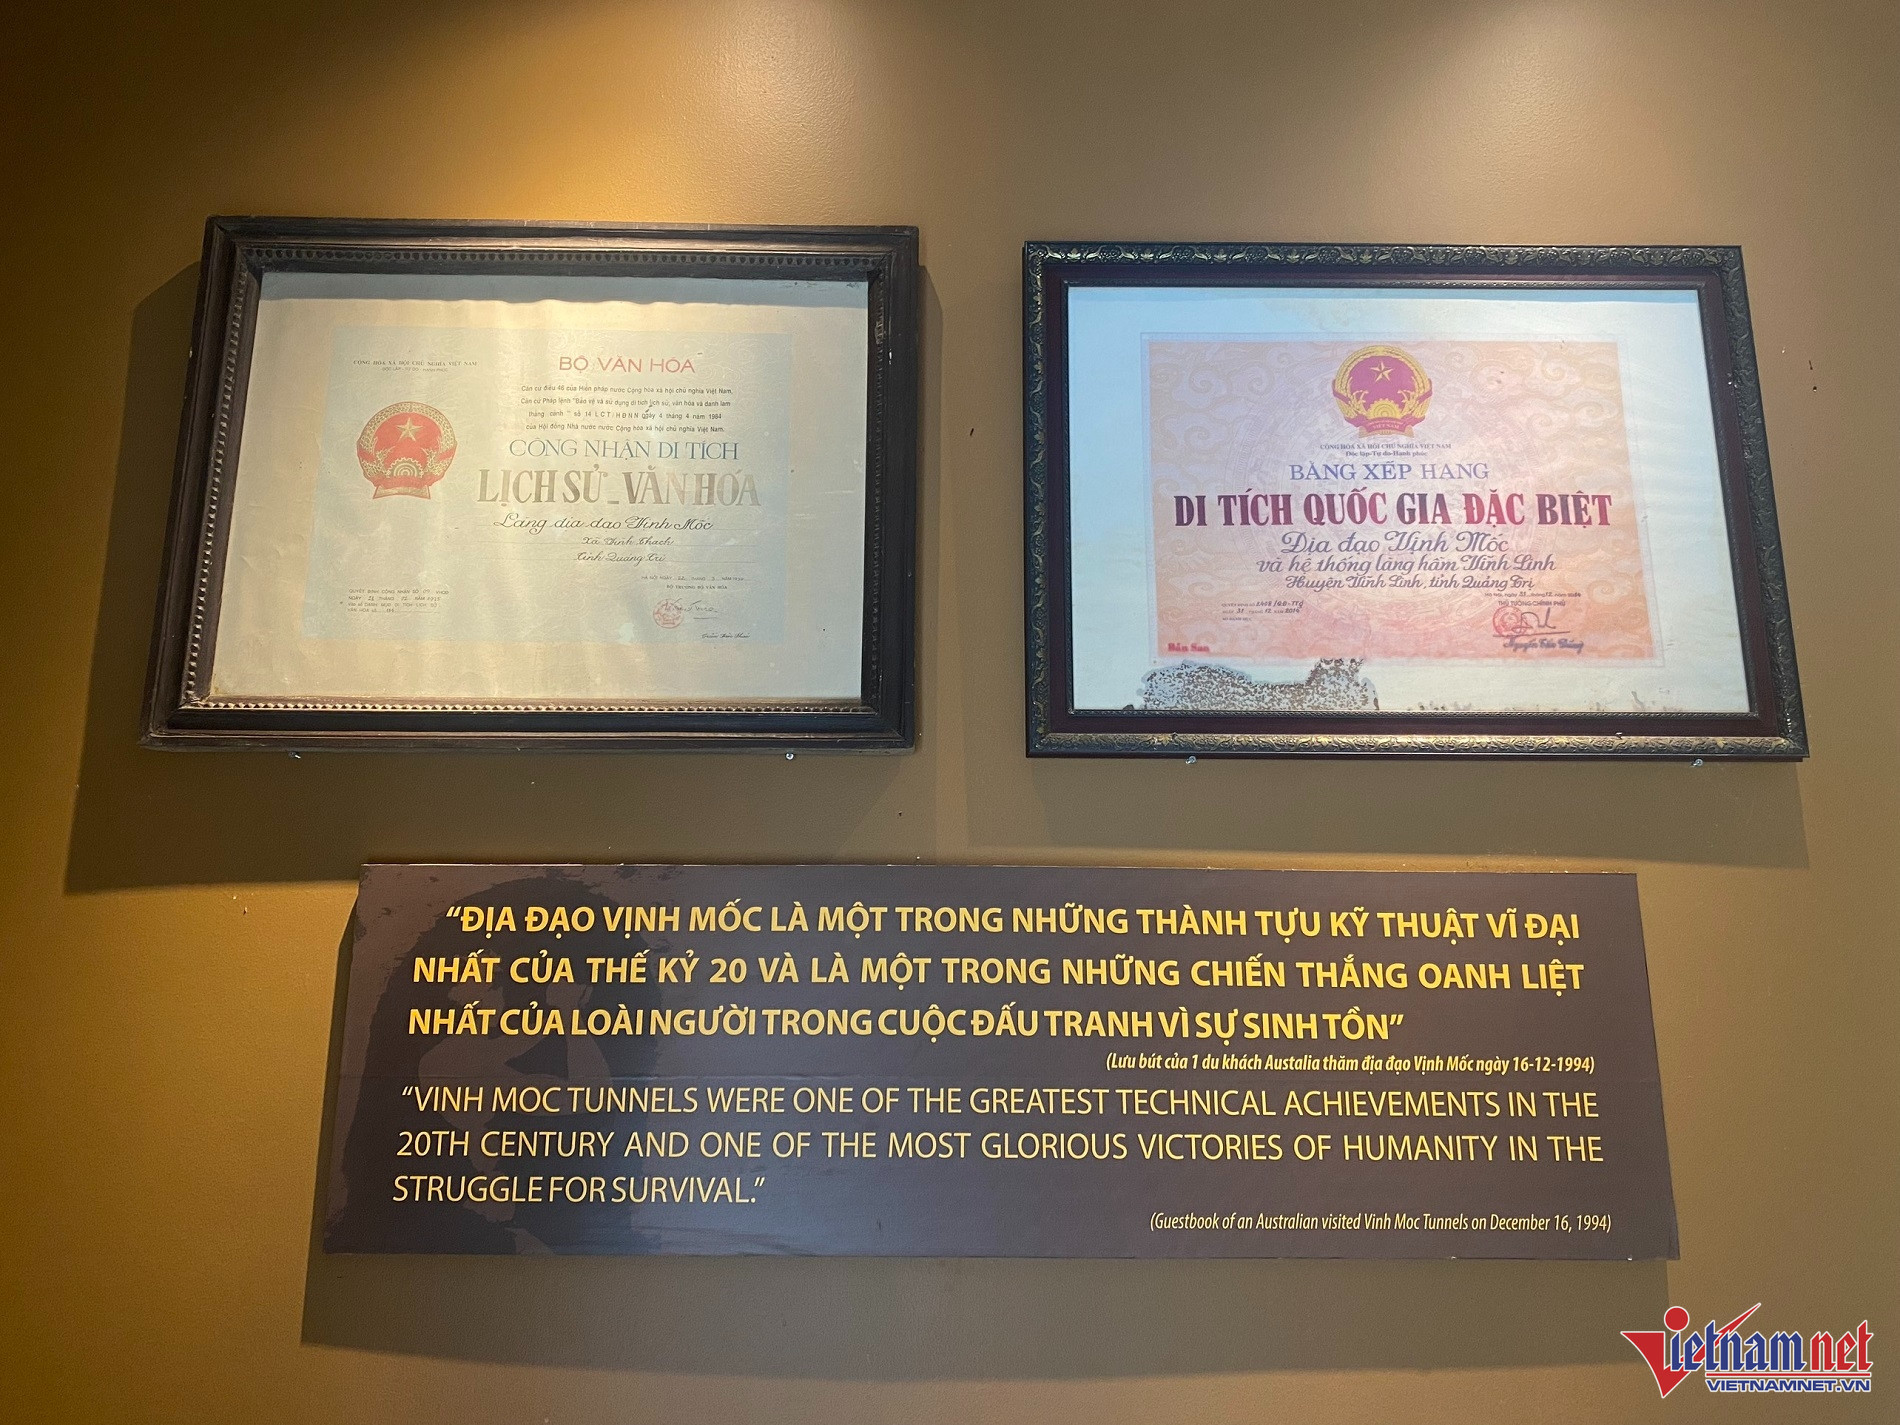 CỘNG HÒA XÃ HỘI CHỦ NGHĨA VIỆT NAM
BỘ VĂN HÓA
Căn cứ điều 46 của Hiến pháp nước Cộng hòa xã hội chủ nghĩa Việt Nam,
Căn cứ Pháp lệnh "Bảo vệ và sử dụng di tích lịch sử, văn hóa và danh lam
thắng cảnh" số 14 LCT/HĐNN ngày 4 tháng 4 năm 1984
của Hội đồng Nhà nước nước Cộng hòa xã hội chủ nghĩa Việt Nam.
CÔNG NHẬN DI TÍCH
LỊCH SỬ_VĂN HÓA
Làng địa đạo Vịnh Mốc
Xã Vĩnh Thạch
tỉnh Quảng Trị
BỘ TRƯỞNG BỘ VĂN HÓA
VIỆT NAM
CỘNG HÒA XÃ HỘI CHỦ NGHĨA VIỆT NAM
Độc lập-Tự do-Hạnh phúc
BẰNG XẾP HẠNG
DI TÍCH QUỐC GIA ĐẶC BIỆT
Địa đạo Vịnh Mốc
và hệ thống làng hầm Vĩnh Linh
Huyện Vĩnh Linh, tỉnh Quảng Trị
THỦ TƯỚNG CHÍNH PHỦ
Nguyễn Tấn Dũng
Bản Sao
“ĐỊA ĐẠO VỊNH MỐC LÀ MỘT TRONG NHỮNG THÀNH TỰU KỸ THUẬT VĨ ĐẠI
NHẤT CỦA THẾ KỶ 20 VÀ LÀ MỘT TRONG NHỮNG CHIẾN THẮNG OANH LIỆT
NHẤT CỦA LOÀI NGƯỜI TRONG CUỘC ĐẤU TRANH VÌ SỰ SINH TỒN”
(Lưu bút của 1 du khách Austalia thăm địa đạo Vịnh Mốc ngày 16-12-1994)
“VINH MOC TUNNELS WERE ONE OF THE GREATEST TECHNICAL ACHIEVEMENTS IN THE
20TH CENTURY AND ONE OF THE MOST GLORIOUS VICTORIES OF HUMANITY IN THE
STRUGGLE FOR SURVIVAL.”
(Guestbook of an Australian visited Vinh Moc Tunnels on December 16, 1994)
Vietnamnet
VIETNAMNET.VN